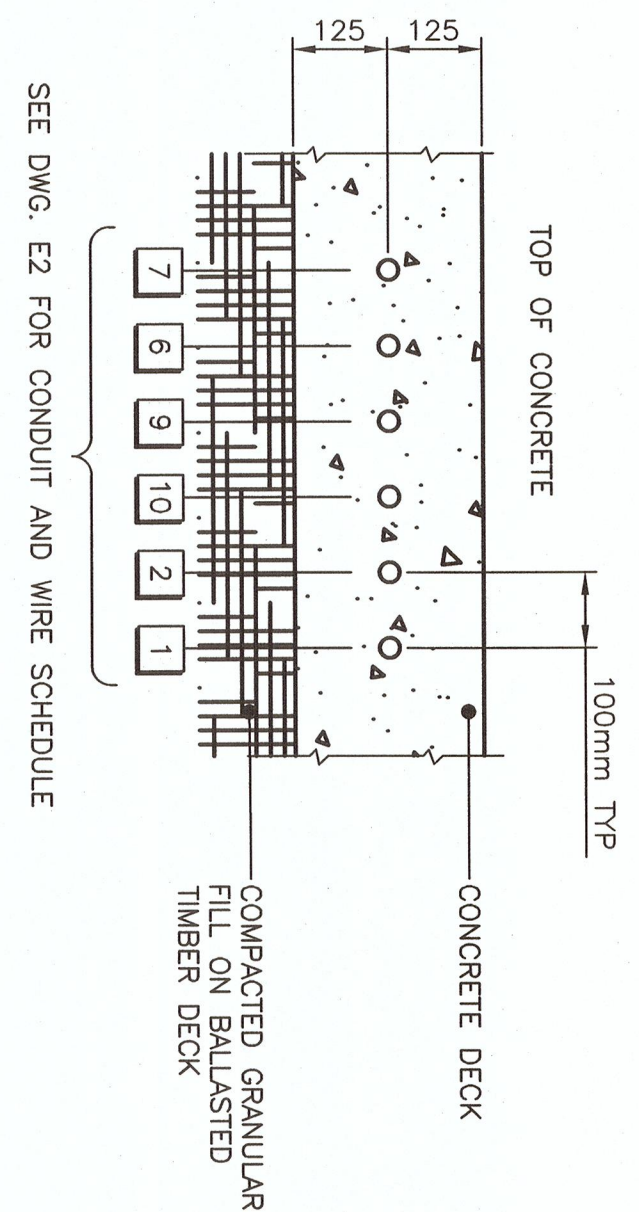 100mm TYP
TOP OF CONCRETE
CONCRETE DECK
125
125
COMPACTED GRANULAR
FILL ON BALLASTED
TIMBER DECK
7 6 9 10 2 1
SEE DWG. E2 FOR CONDUIT AND WIRE SCHEDULE